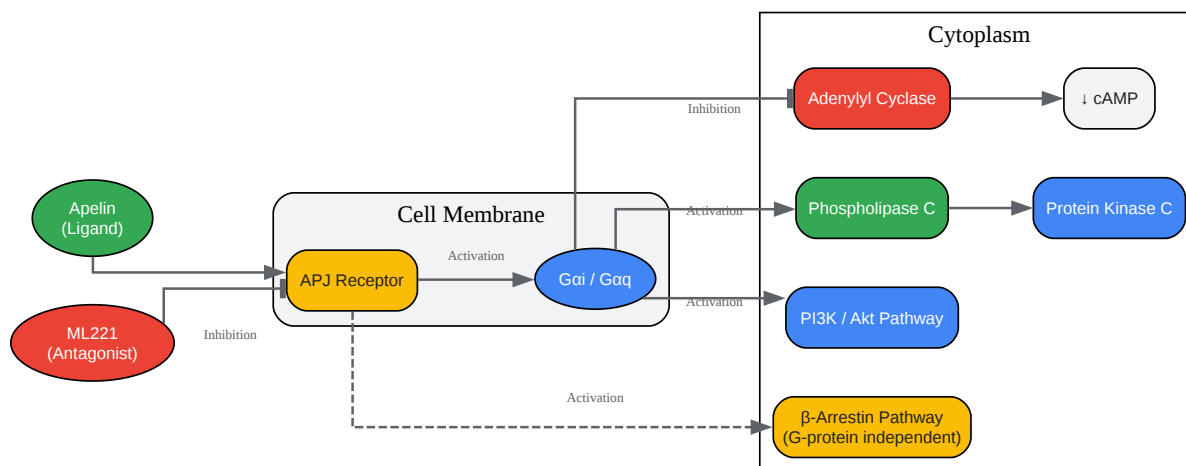 Cytoplasm
Adenylyl Cyclase
↓ cAMP
Inhibition
Apelin
(Ligand)
Cell Membrane
Phospholipase C
Protein Kinase C
Activation
APJ Receptor
Activation
Gαi / Gαq
Activation
PI3K / Akt Pathway
ML221
(Antagonist)
Inhibition
Activation
β-Arrestin Pathway
(G-protein independent)